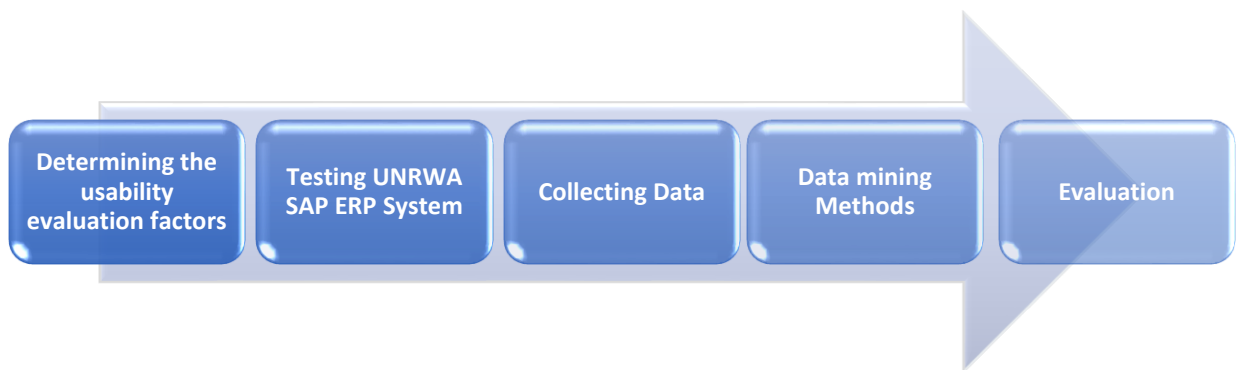 Determining the
usability
evaluation factors
Testing UNRWA
SAP ERP System
Collecting Data
Data mining
Methods
Evaluation